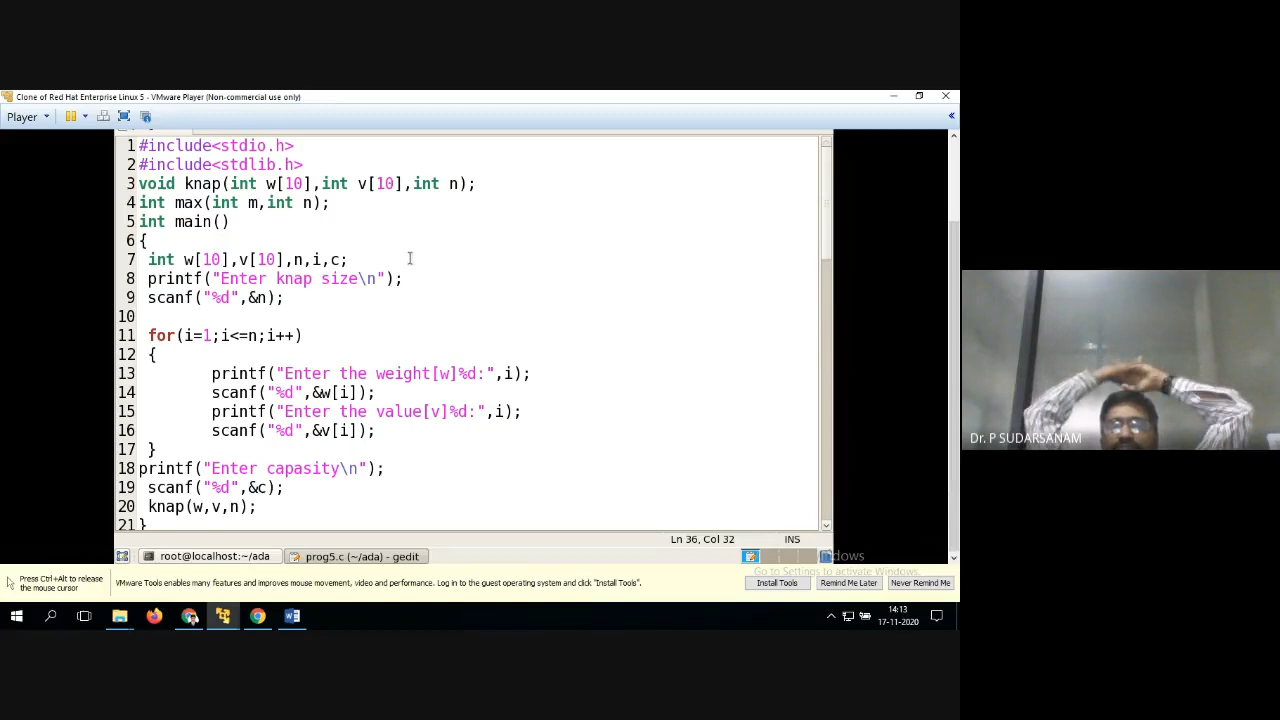 Clone of Red Hat Enterprise Linux 5 - VMware Player (Non-commercial use only)
Player
1 #include<stdio.h>
2 #include<stdlib.h>
3 void knap(int w[10],int v[10],int n);
4 int max(int m,int n);
5 int main()
6 {
7 int w[10],v[10],n,i,c;
8 printf("Enter knap size\n");
9 scanf("%d",&n);
10
11 for(i=1;i<=n;i++)
12 {
13 printf("Enter the weight[w]%d:",i);
14 scanf("%d",&w[i]);
15 printf("Enter the value[v]%d:",i);
16 scanf("%d",&v[i]);
17 }
18 printf("Enter capasity\n");
19 scanf("%d",&c);
20 knap(w,v,n);
21 }
Ln 36, Col 32 INS
root@localhost:~/ada prog5.c (~/ada) - gedit
Go to Settings to activate Windows.
Press Ctrl+Alt to release
the mouse cursor
VMware Tools enables many features and improves mouse movement, video and performance. Log in to the guest operating system and click "Install Tools".
Install Tools Remind Me Later Never Remind Me
14:13
17-11-2020
Dr. P SUDARSANAM